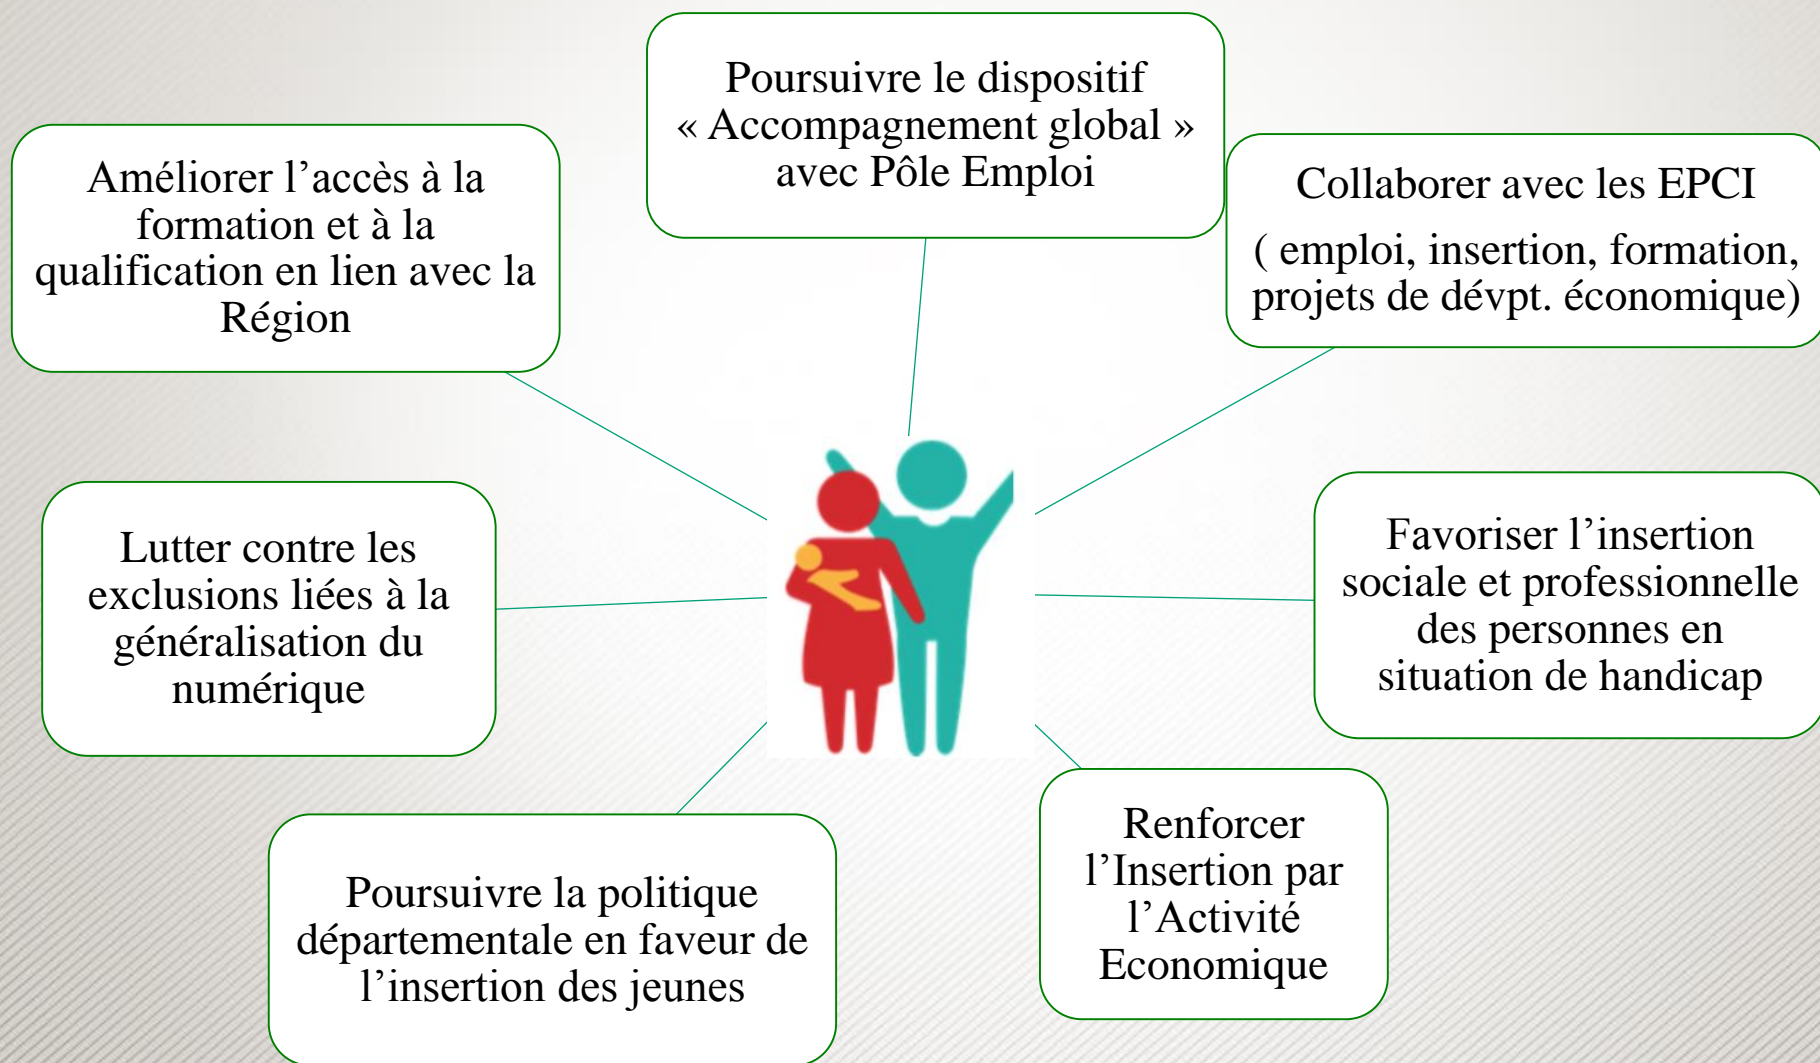 Poursuivre le dispositif
« Accompagnement global »
avec Pôle Emploi
Améliorer l’accès à la
formation et à la
qualification en lien avec la
Région
Collaborer avec les EPCI
( emploi, insertion, formation,
projets de dévpt. économique)
Lutter contre les
exclusions liées à la
généralisation du
numérique
Favoriser l’insertion
sociale et professionnelle
des personnes en
situation de handicap
Poursuivre la politique
départementale en faveur de
l’insertion des jeunes
Renforcer
l’Insertion par
l’Activité
Economique